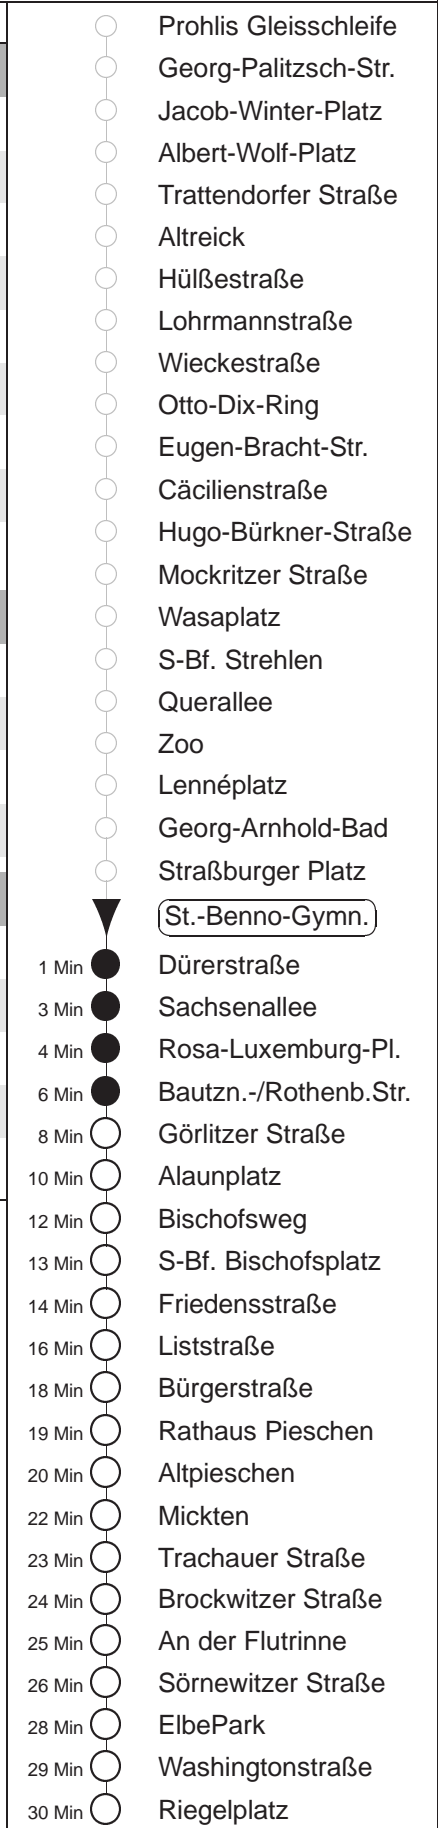 Prohlis Gleisschleife
Georg-Palitzsch-Str.
Jacob-Winter-Platz
Albert-Wolf-Platz
Trattendorfer Straße
Altreick
Hülßestraße
Lohrmannstraße
Wieckestraße
Otto-Dix-Ring
Eugen-Bracht-Str.
Cäcilienstraße
Hugo-Bürkner-Straße
Mockritzer Straße
Wasaplatz
S-Bf. Strehlen
Querallee
Zoo
Lennéplatz
Georg-Arnhold-Bad
Straßburger Platz
St.-Benno-Gymn.
1 Min Dürerstraße
3 Min Sachsenallee
4 Min Rosa-Luxemburg-Pl.
6 Min Bautzn.-/Rothenb.Str.
8 Min Görlitzer Straße
10 Min Alaunplatz
12 Min Bischofsweg
13 Min S-Bf. Bischofsplatz
14 Min Friedensstraße
16 Min Liststraße
18 Min Bürgerstraße
19 Min Rathaus Pieschen
20 Min Altpieschen
22 Min Mickten
23 Min Trachauer Straße
24 Min Brockwitzer Straße
25 Min An der Flutrinne
26 Min Sörnewitzer Straße
28 Min ElbePark
29 Min Washingtonstraße
30 Min Riegelplatz